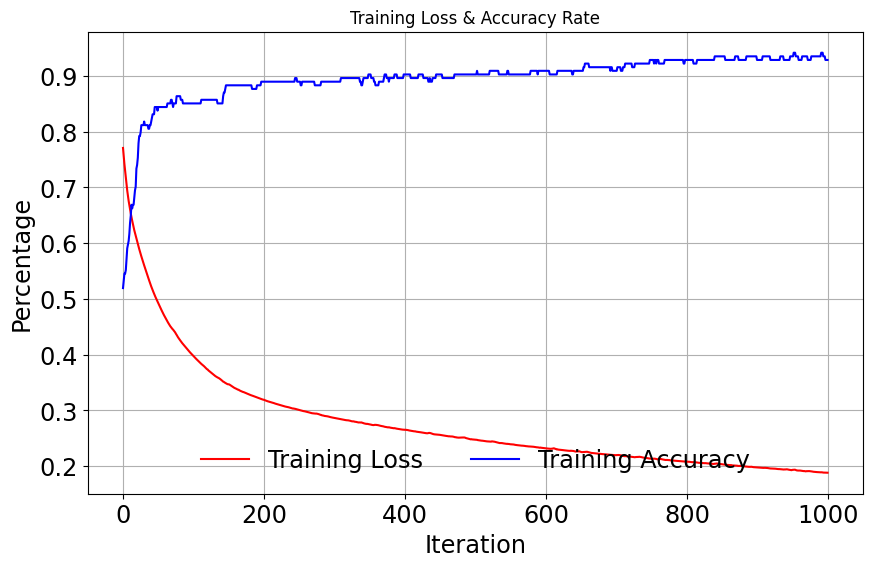 Training Loss & Accuracy Rate
Percentage
0.9
0.8
0.7
0.6
0.5
0.4
0.3
0.2
Training Loss Training Accuracy
0 200 400 600 800 1000
Iteration